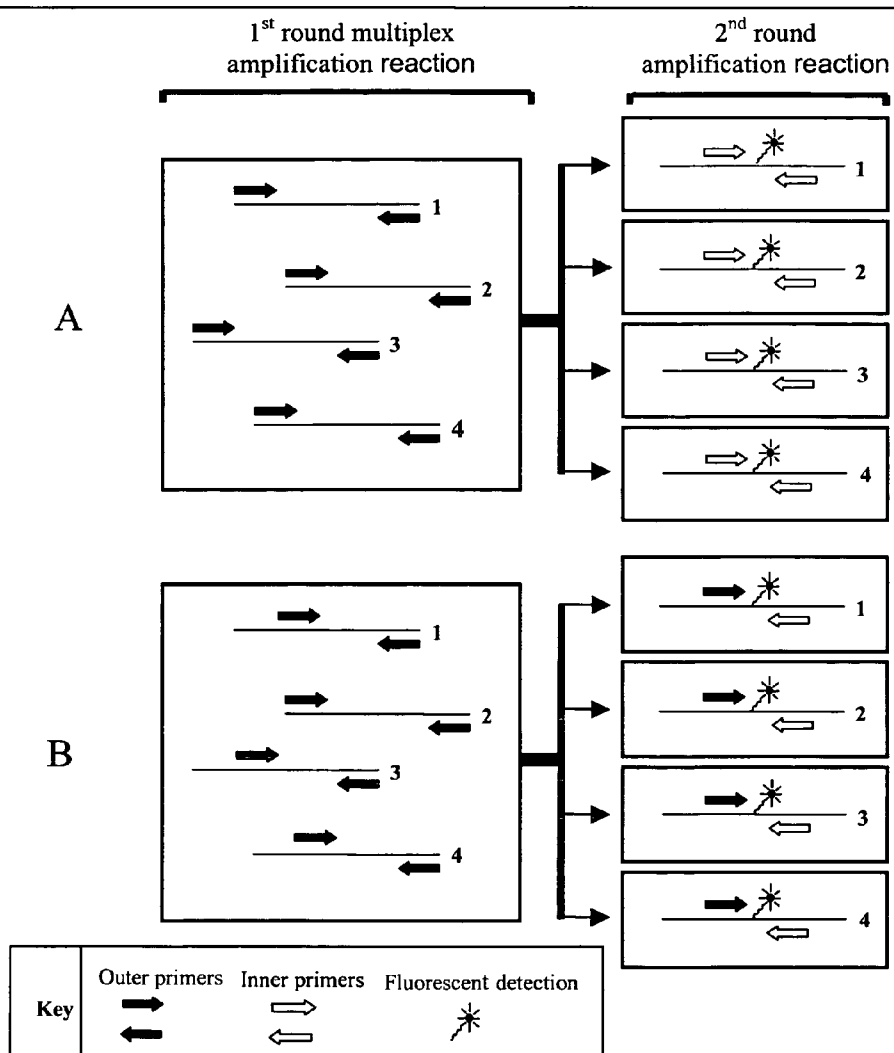 1st round multiplex
amplification reaction
2nd round
amplification reaction
A
1
2
3
4
1
2
3
4
B
1
2
3
4
1
2
3
4
Key
Outer primers
Inner primers
Fluorescent detection